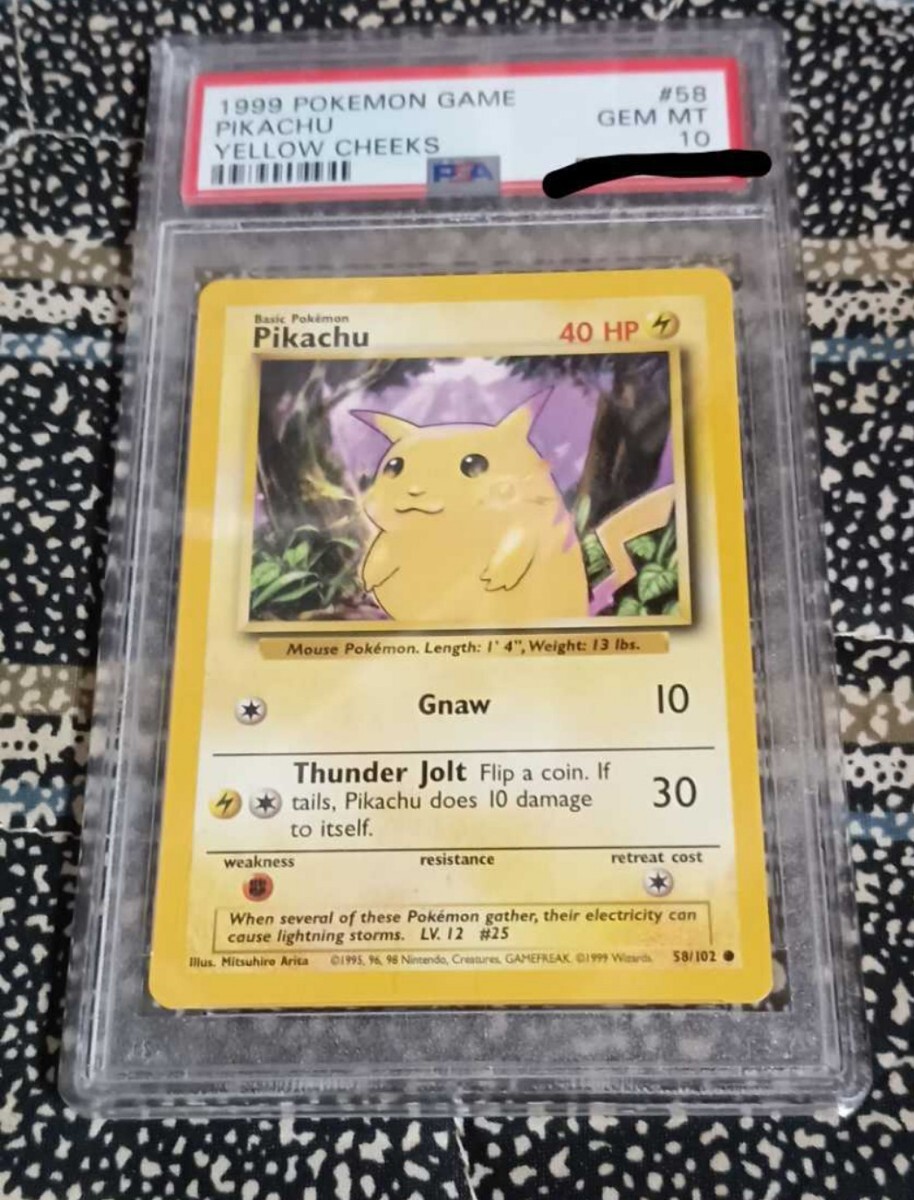 1999 POKEMON GAME #58
PIKACHU GEM MT
YELLOW CHEEKS 10
PSA
Basic Pokémon
Pikachu 40 HP
Mouse Pokémon. Length: 1' 4", Weight: 13 lbs.
Gnaw 10
Thunder Jolt Flip a coin. If
tails, Pikachu does 10 damage
to itself.
30
weakness resistance retreat cost
When several of these Pokémon gather, their electricity can
cause lightning storms. LV. 12 #25
Illus. Mitsuhiro Arita ©1995, 96, 98 Nintendo, Creatures, GAMEFREAK. ©1999 Wizards. 58/102